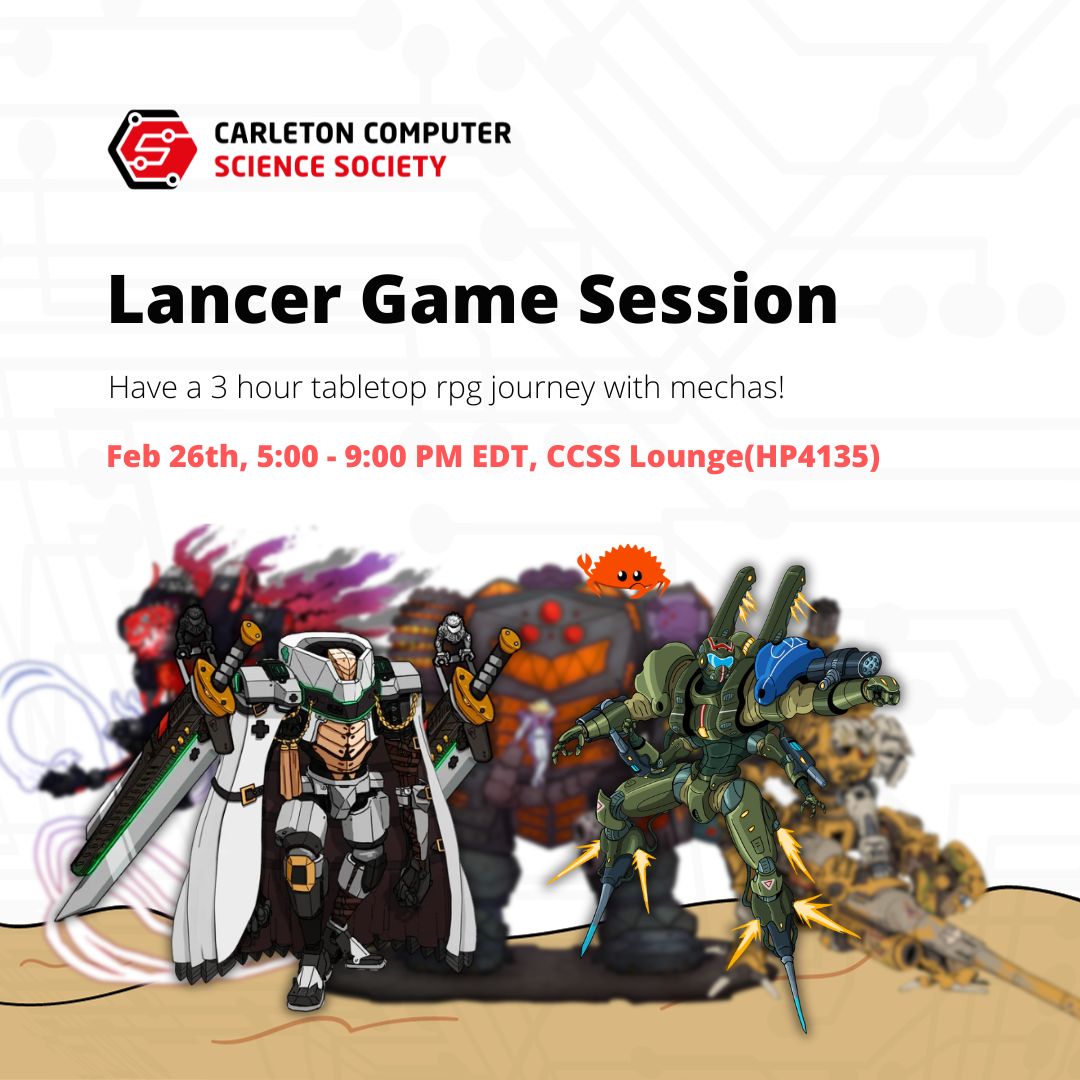 CARLETON COMPUTER
SCIENCE SOCIETY
Lancer Game Session
Have a 3 hour tabletop rpg journey with mechas!
Feb 26th, 5:00 - 9:00 PM EDT, CCSS Lounge(HP4135)